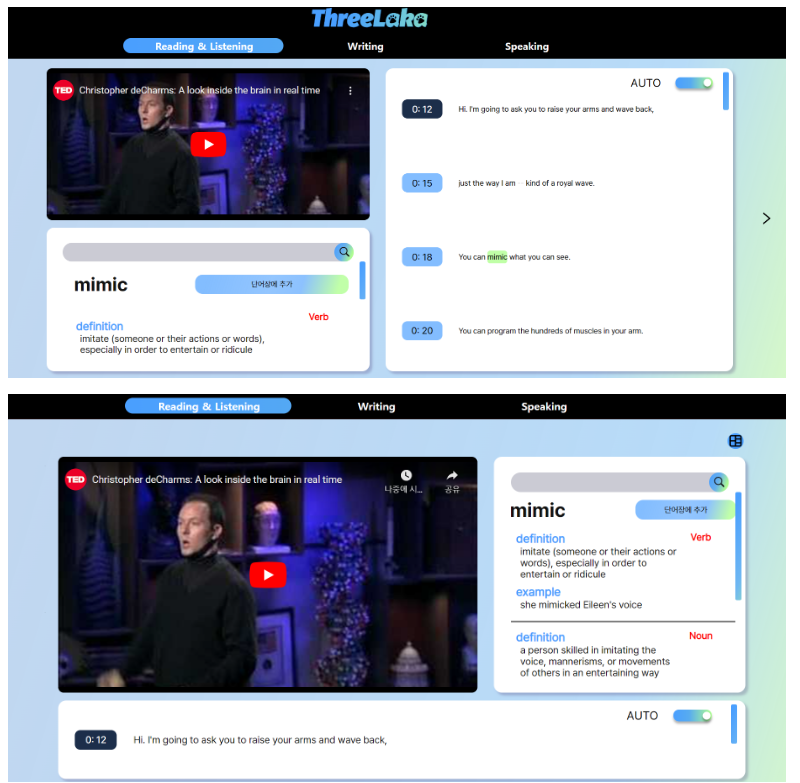 ThreeLaka
Reading & Listening
Writing
Speaking
TED
Christopher deCharms: A look inside the brain in real time
mimic
단어장에 추가
Verb
definition
imitate (someone or their actions or words),
especially in order to entertain or ridicule
AUTO
0: 12
Hi. I'm going to ask you to raise your arms and wave back,
0: 15
just the way I am -- kind of a royal wave.
0: 18
You can mimic what you can see.
0: 20
You can program the hundreds of muscles in your arm.
Reading & Listening
Writing
Speaking
TED
Christopher deCharms: A look inside the brain in real time
나중에 시...
공유
mimic
단어장에 추가
definition
Verb
imitate (someone or their actions or
words), especially in order to
entertain or ridicule
example
she mimicked Eileen's voice
definition
Noun
a person skilled in imitating the
voice, mannerisms, or movements
of others in an entertaining way
AUTO
0: 12
Hi. I'm going to ask you to raise your arms and wave back,